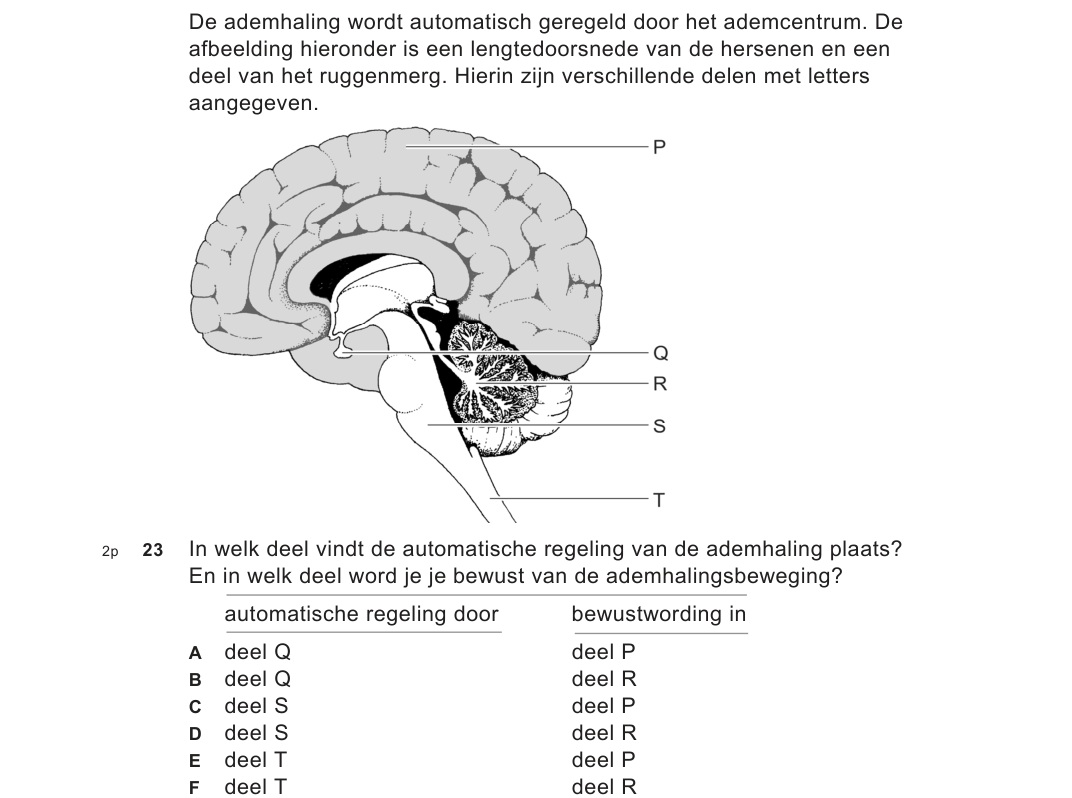 De ademhaling wordt automatisch geregeld door het ademcentrum. De
afbeelding hieronder is een lengtedoorsnede van de hersenen en een
deel van het ruggenmerg. Hierin zijn verschillende delen met letters
aangegeven.
P
Q
R
S
T
2p 23 In welk deel vindt de automatische regeling van de ademhaling plaats?
En in welk deel word je je bewust van de ademhalingsbeweging?
automatische regeling door bewustwording in
A deel Q deel P
B deel Q deel R
C deel S deel P
D deel S deel R
E deel T deel P
F deel T deel R